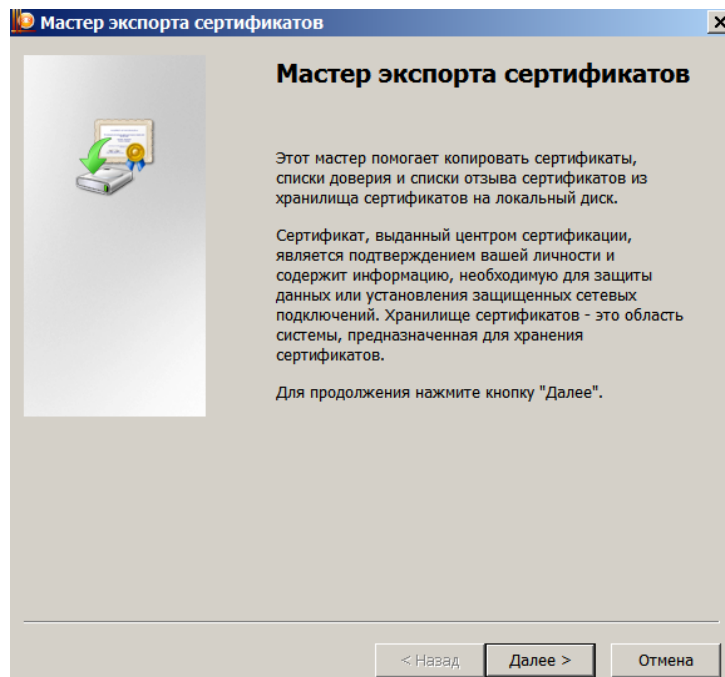 Мастер экспорта сертификатов
Мастер экспорта сертификатов
Этот мастер помогает копировать сертификаты,
списки доверия и списки отзыва сертификатов из
хранилища сертификатов на локальный диск.
Сертификат, выданный центром сертификации,
является подтверждением вашей личности и
содержит информацию, необходимую для защиты
данных или установления защищенных сетевых
подключений. Хранилище сертификатов - это область
системы, предназначенная для хранения
сертификатов.
Для продолжения нажмите кнопку "Далее".
< Назад
Далее >
Отмена